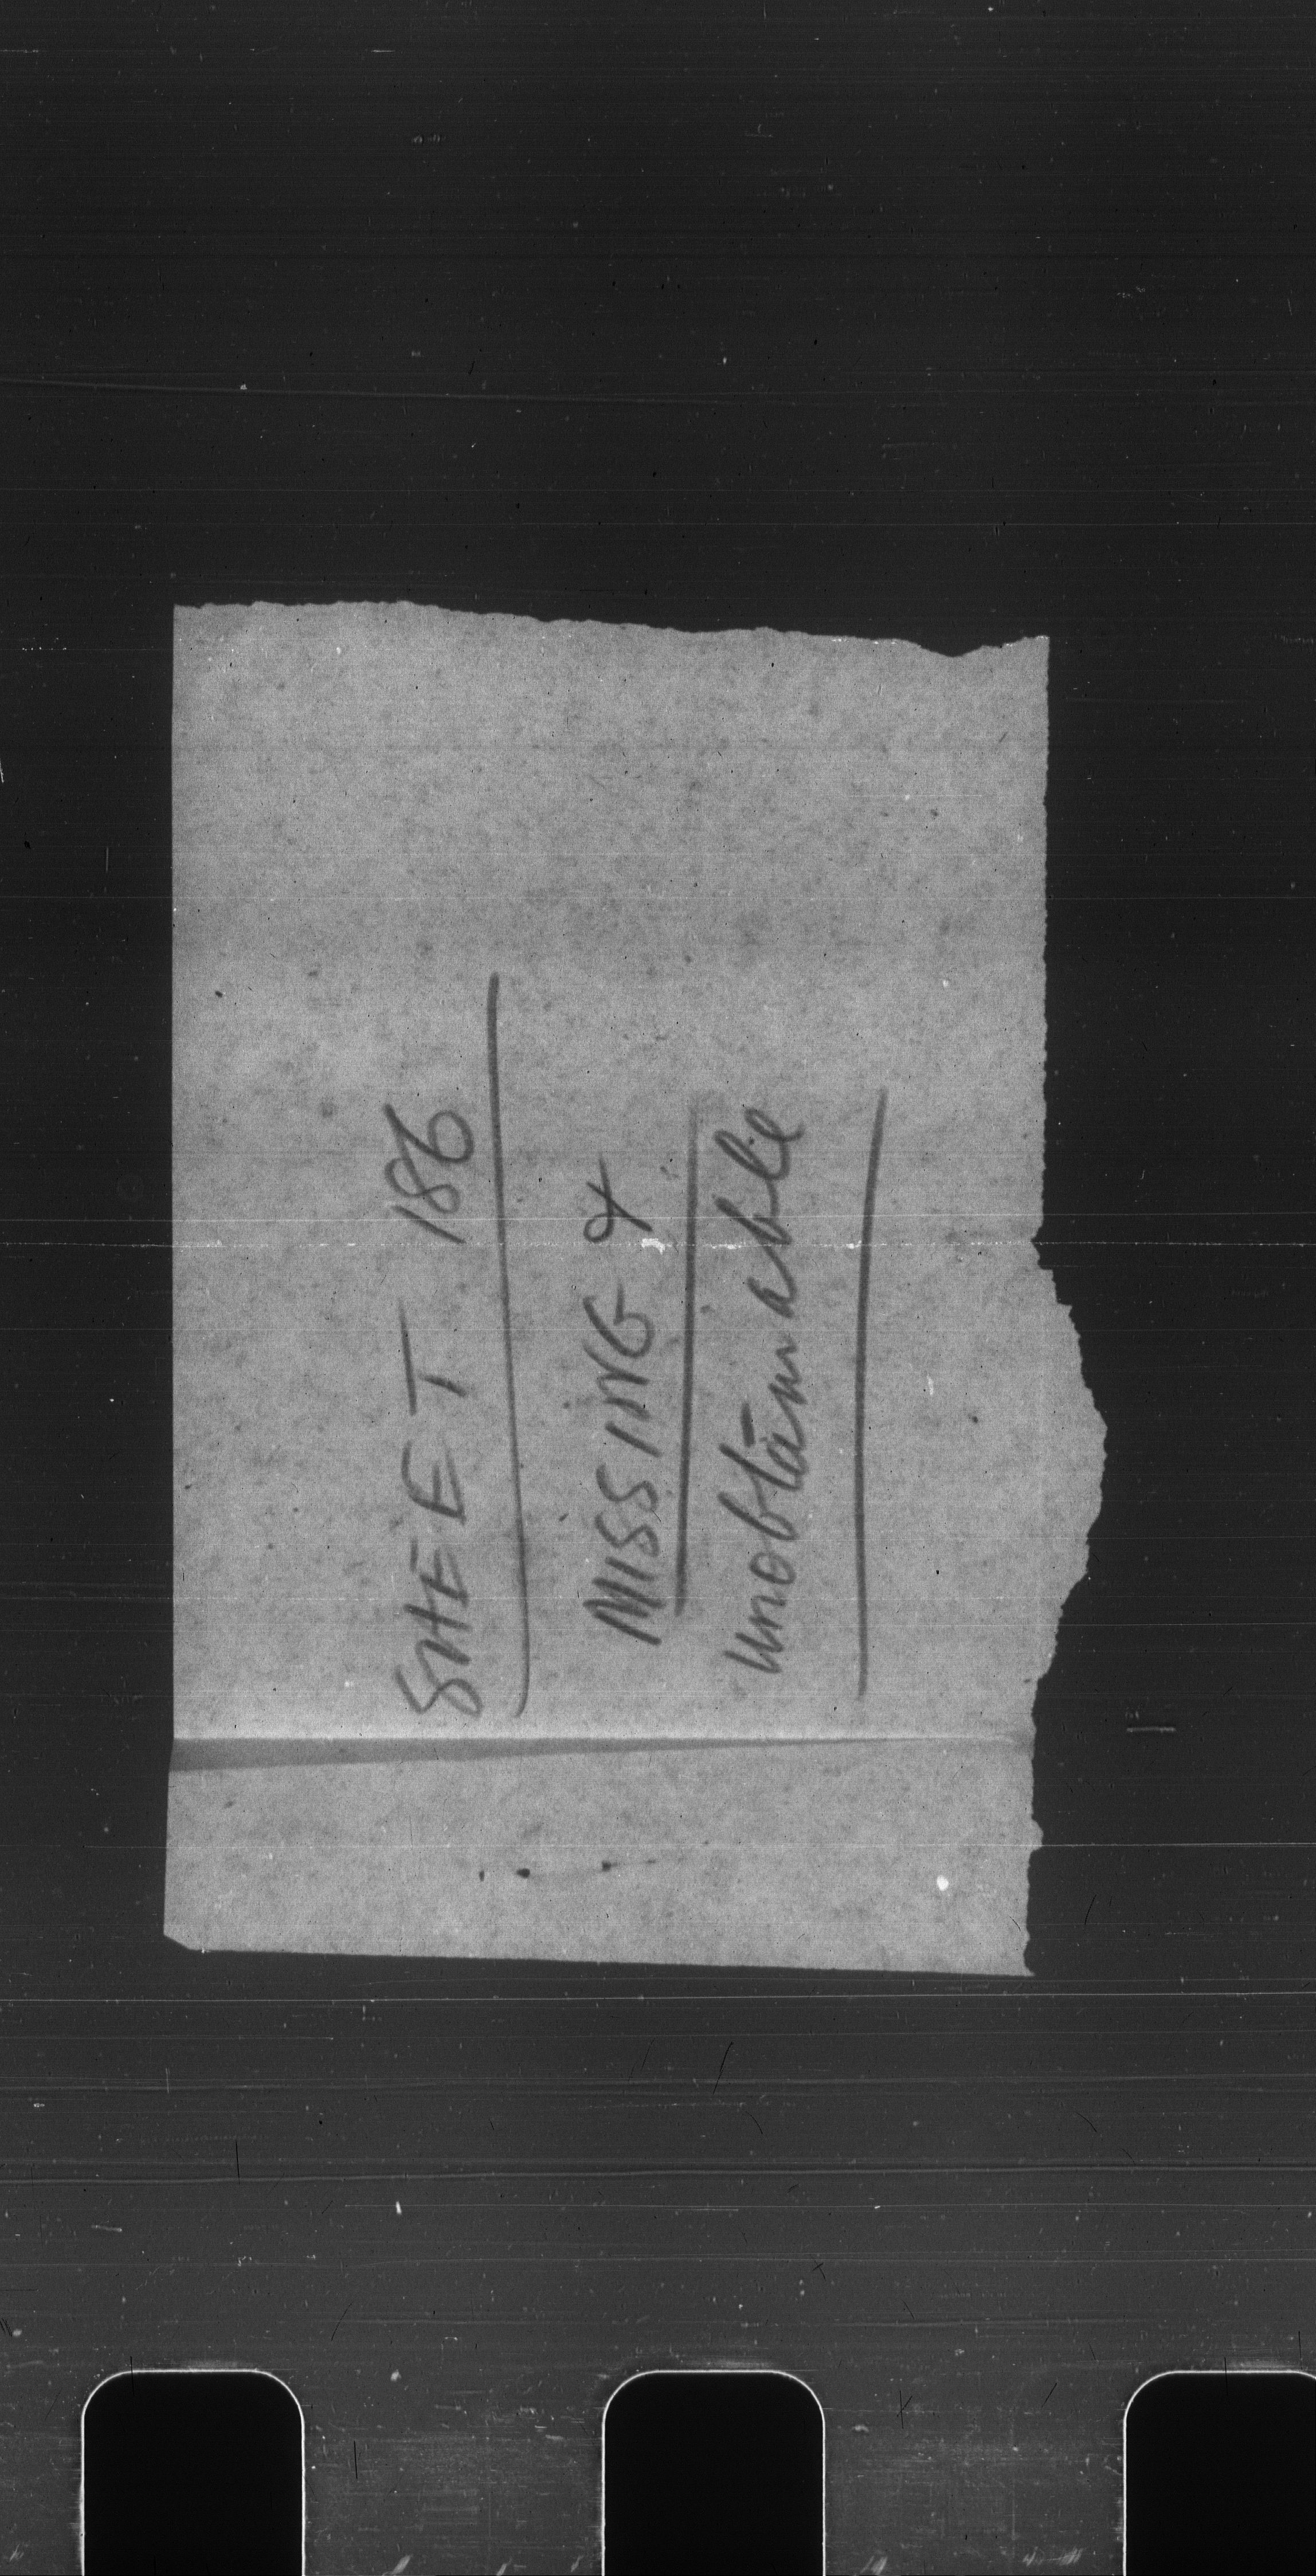 SHEET 186
MISSING &
unobtainable